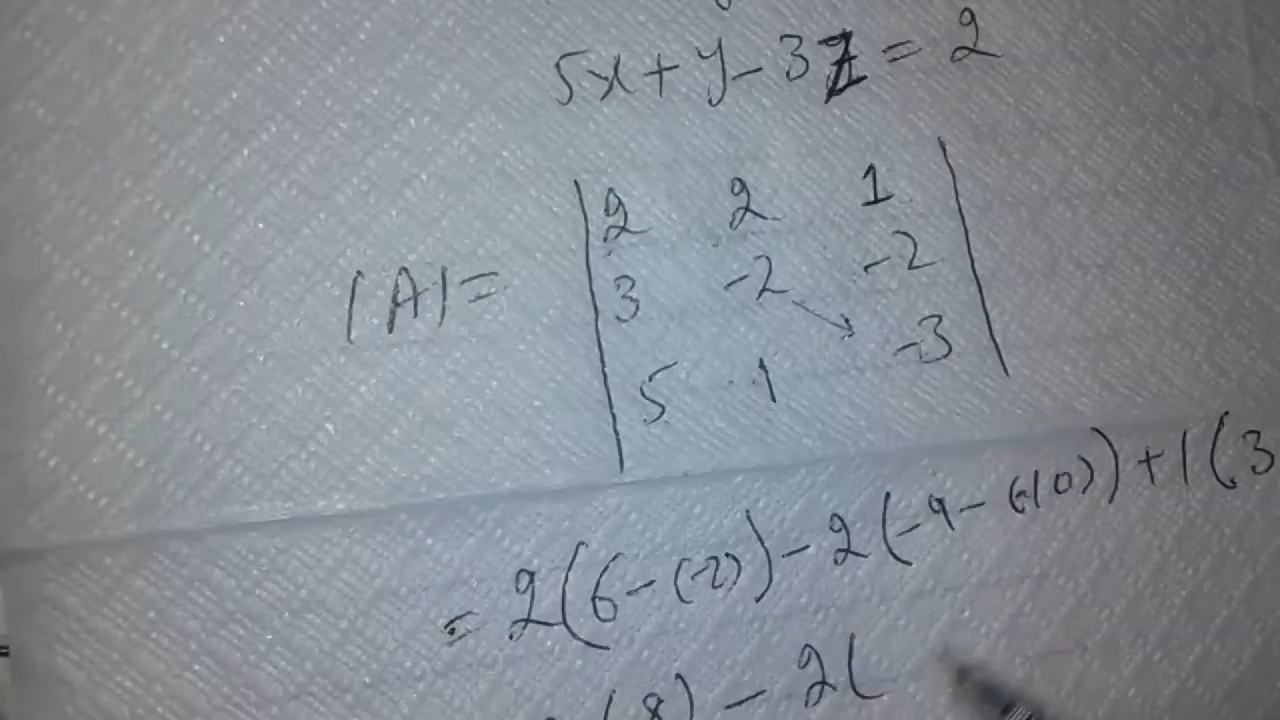 5x+y-3z=2
|A|= | 2 2 1
3 -2 -2
5 1 -3 |
= 2(6-(-2))-2(-9-(-10))+1(3
(8)-2(